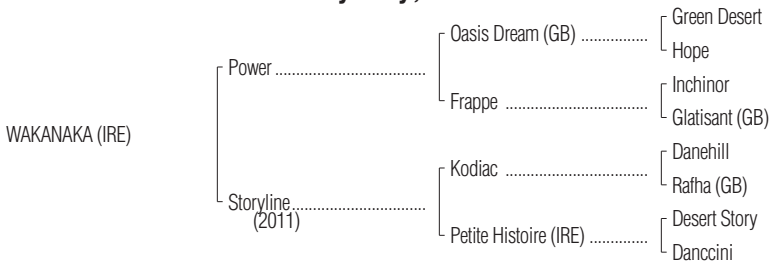 Green Desert
Oasis Dream (GB) ................
Hope
Power ....................................
Inchinor
Frappe ..................................
Glatisant (GB)
WAKANAKA (IRE)
Danehill
Kodiac ..................................
Rafha (GB)
Storyline................................
(2011)
Desert Story
Petite Histoire (IRE) ..............
Danccini